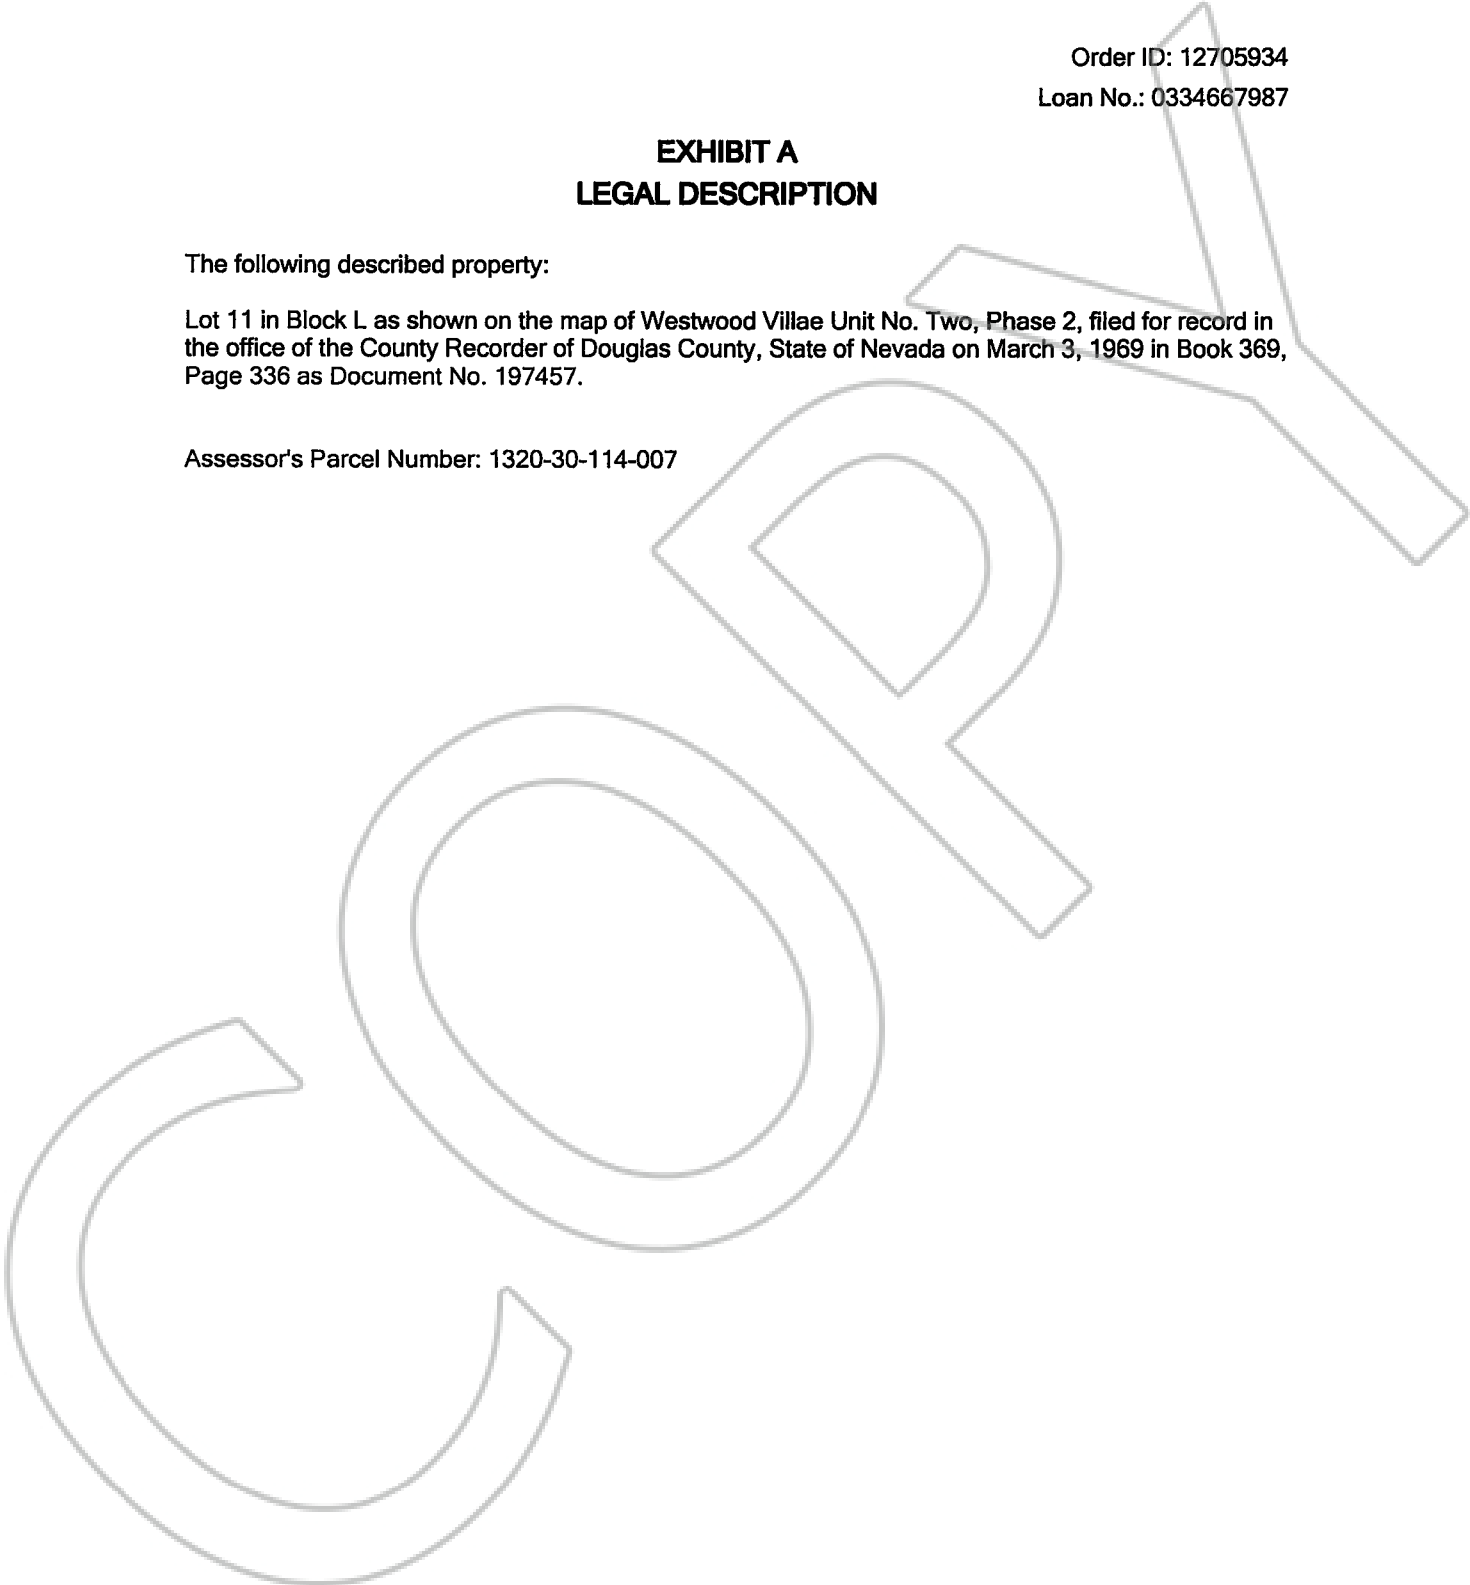 Order ID: 12705934
Loan No.: 0334667987
EXHIBIT A
LEGAL DESCRIPTION
The following described property:
Lot 11 in Block L as shown on the map of Westwood Villae Unit No. Two, Phase 2, filed for record in
the office of the County Recorder of Douglas County, State of Nevada on March 3, 1969 in Book 369,
Page 336 as Document No. 197457.
Assessor's Parcel Number: 1320-30-114-007
COPY